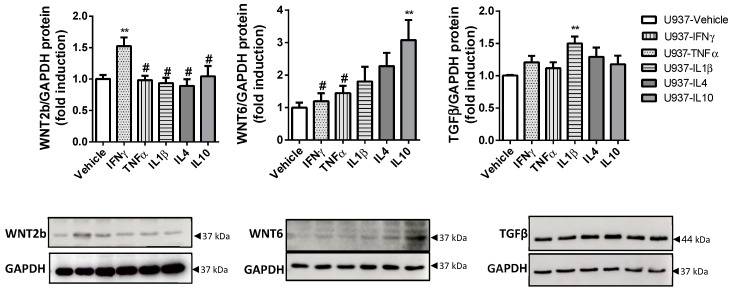 WNT2b/GAPDH protein
(fold induction)
2.0
1.5
1.0
0.5
0.0
**
#
#
#
#
Vehicle
IFNγ
TNFα
IL1β
IL4
IL10
WNT6/GAPDH protein
(fold induction)
6
4
2
0
#
#
**
Vehicle
IFNγ
TNFα
IL1β
IL4
IL10
TGFβ/GAPDH protein
(fold induction)
2.0
1.5
1.0
0.5
0.0
**
Vehicle
IFNγ
TNFα
IL1β
IL4
IL10
U937-Vehicle
U937-IFNγ
U937-TNFα
U937-IL1β
U937-IL4
U937-IL10
WNT2b
37 kDa
GAPDH
37 kDa
WNT6
37 kDa
GAPDH
37 kDa
TGFβ
44 kDa
GAPDH
37 kDa